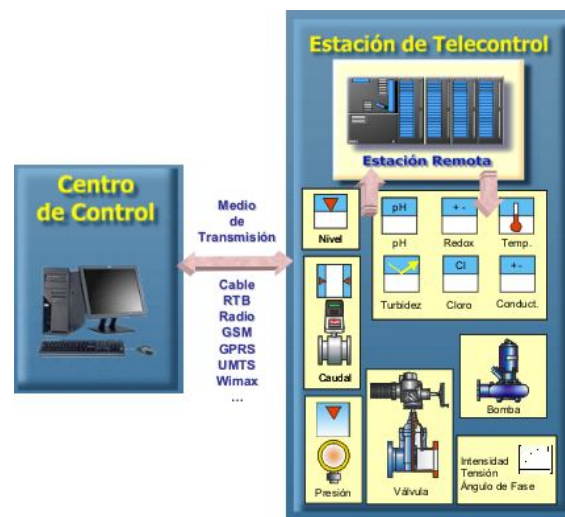 Estación de Telecontrol
Estación Remota
Centro
de Control
Medio
de
Transmisión
Cable
RTB
Radio
GSM
GPRS
UMTS
Wimax
...
Nivel
pH
pH
+ -
Redox
Temp.
Turbidez
Cl
Cloro
+ -
Conduct.
Caudal
Presión
Válvula
Bomba
Intensidad
Tensión
Ángulo de Fase